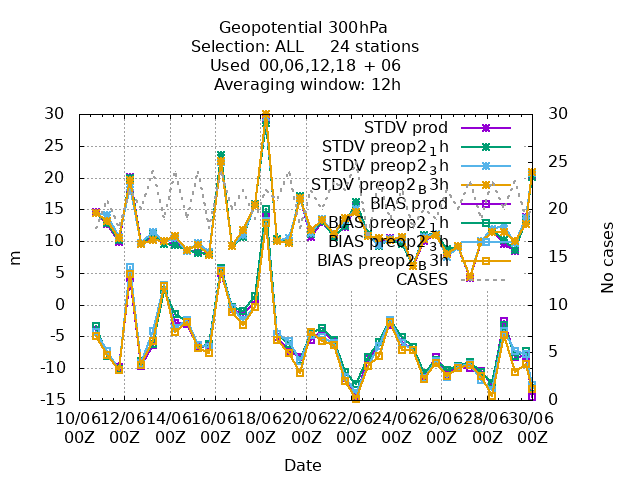 Geopotential 300hPa
Selection: ALL 24 stations
Used 00,06,12,18 + 06
Averaging window: 12h
30 30
25 25
20 20
15 15
10 10
5 5
0 0
-5
-10
-15
m
No cases
STDV prod
STDV preop2₁h
STDV preop2₃h
STDV preop2_B3h
BIAS prod
BIAS preop2₁h
BIAS preop2₃h
BIAS preop2_B3h
CASES
10/06 12/06 14/06 16/06 18/06 20/06 22/06 24/06 26/06 28/06 30/06
00Z 00Z 00Z 00Z 00Z 00Z 00Z 00Z 00Z 00Z 00Z
Date